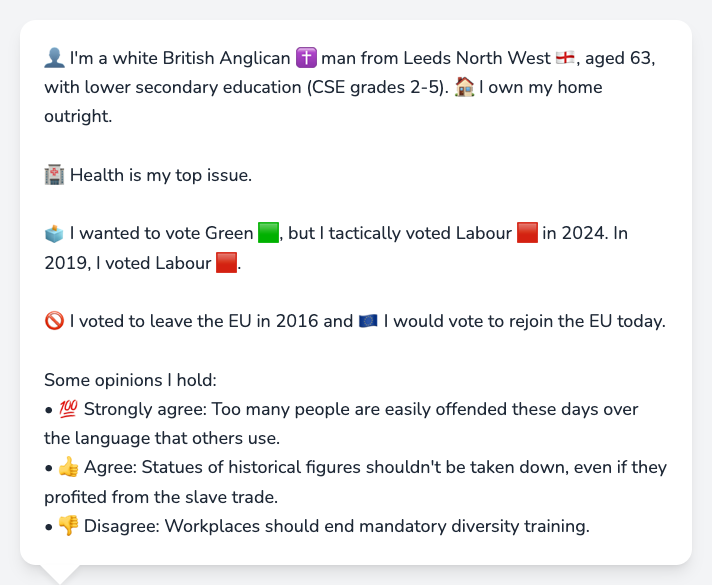 👤 I'm a white British Anglican ✝️ man from Leeds North West 🏴󠁧󠁢󠁥󠁮󠁧󠁿, aged 63,
with lower secondary education (CSE grades 2-5). 🏠 I own my home
outright.
🏥 Health is my top issue.
🗳️ I wanted to vote Green 🟩, but I tactically voted Labour 🟥 in 2024. In
2019, I voted Labour 🟥.
🚫 I voted to leave the EU in 2016 and 🇪🇺 I would vote to rejoin the EU today.
Some opinions I hold:
• 💯 Strongly agree: Too many people are easily offended these days over
the language that others use.
• 👍 Agree: Statues of historical figures shouldn't be taken down, even if they
profited from the slave trade.
• 👎 Disagree: Workplaces should end mandatory diversity training.